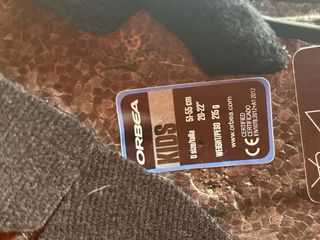 ORBEA
KIDS
U size/talla
51-55 cm
20-22"
WEIGHT/PESO 215 g
www.orbea.com
CE
CERTIFIED
CERTIFICADO
EN1078:2012+A1:2012